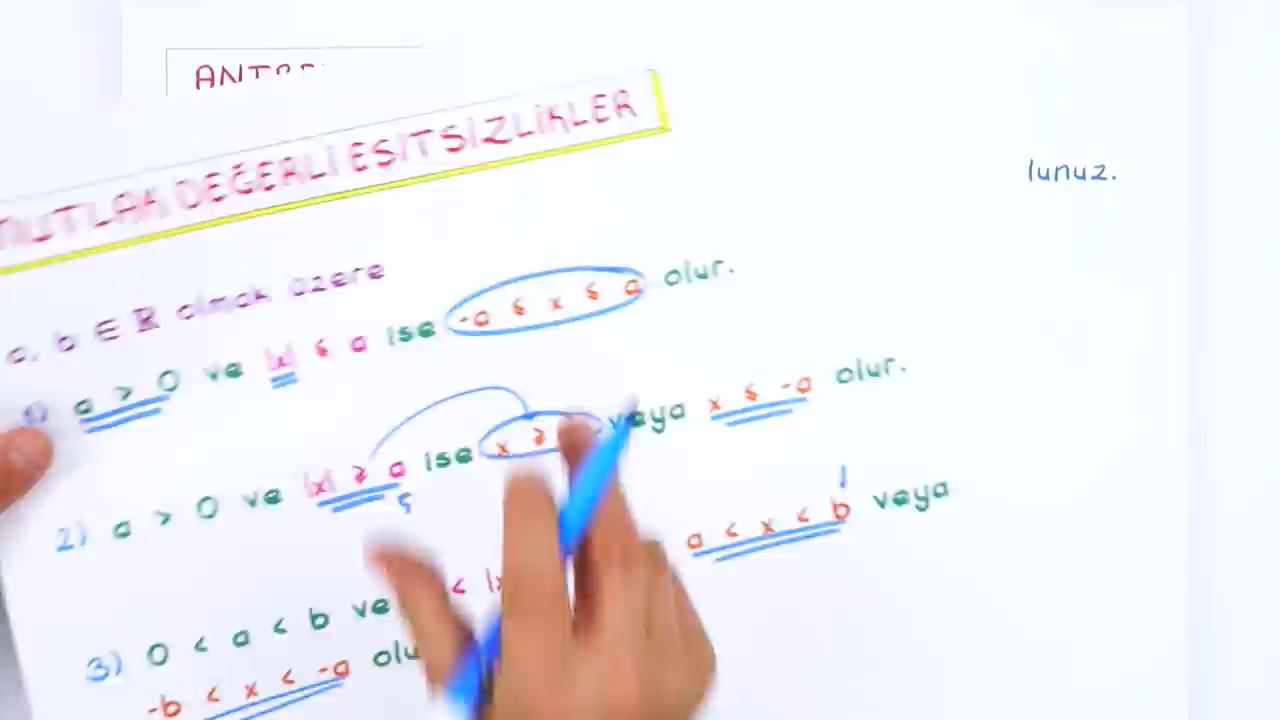 lunuz.
MUTLAK DEĞERLİ EŞİTSİZLİKLER
a, b ∈ ℝ olmak üzere
1) a > 0 ve |x| ≤ a ise -a ≤ x ≤ a olur.
2) a > 0 ve |x| ≥ a ise x ≥ veya x ≤ -a olur.
3) 0 < a < b ve < |x a < x < b veya
-b < x < -a olu